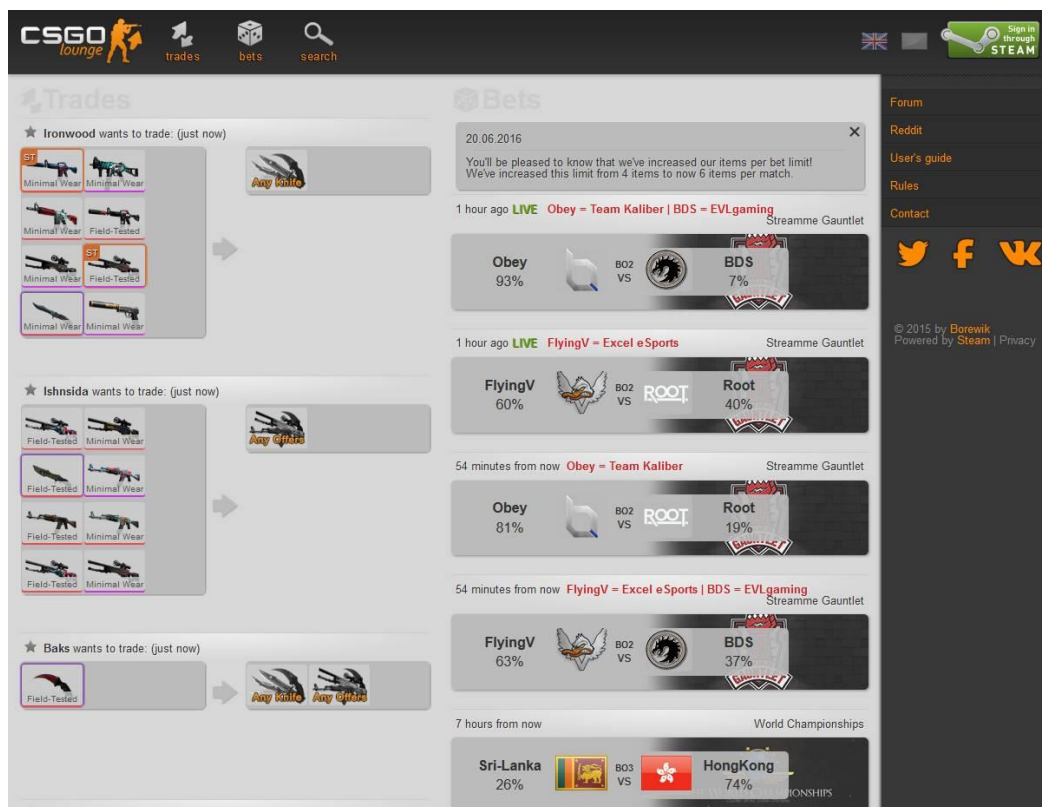 CSGO
lounge
trades
bets
search
Sign in
through
STEAM
Trades
Ironwood wants to trade: (just now)
ST
Minimal Wear Minimal Wear
Any Knife
Minimal Wear Field-Tested
ST
Minimal Wear Field-Tested
Minimal Wear Minimal Wear
Ishnsida wants to trade: (just now)
Field-Tested Minimal Wear
Any Offers
Field-Tested Minimal Wear
Field-Tested Minimal Wear
Field-Tested Minimal Wear
Baks wants to trade: (just now)
Field-Tested
Any Knife Any Offers
Bets
20.06.2016
You'll be pleased to know that we've increased our items per bet limit!
We've increased this limit from 4 items to now 6 items per match.
1 hour ago LIVE Obey = Team Kaliber | BDS = EVLgaming
Streamme Gauntlet
Obey BO2 BDS
93% VS 7%
GAUNTLET
1 hour ago LIVE FlyingV = Excel eSports Streamme Gauntlet
FlyingV BO2 ROOT Root
60% VS 40%
GAUNTLET
54 minutes from now Obey = Team Kaliber Streamme Gauntlet
Obey BO2 ROOT Root
81% VS 19%
GAUNTLET
54 minutes from now FlyingV = Excel eSports | BDS = EVLgaming
Streamme Gauntlet
FlyingV BO2 BDS
63% VS 37%
GAUNTLET
7 hours from now World Championships
Sri-Lanka BO3 HongKong
26% VS 74%
Forum
Reddit
User's guide
Rules
Contact
© 2015 by Borewik
Powered by Steam | Privacy